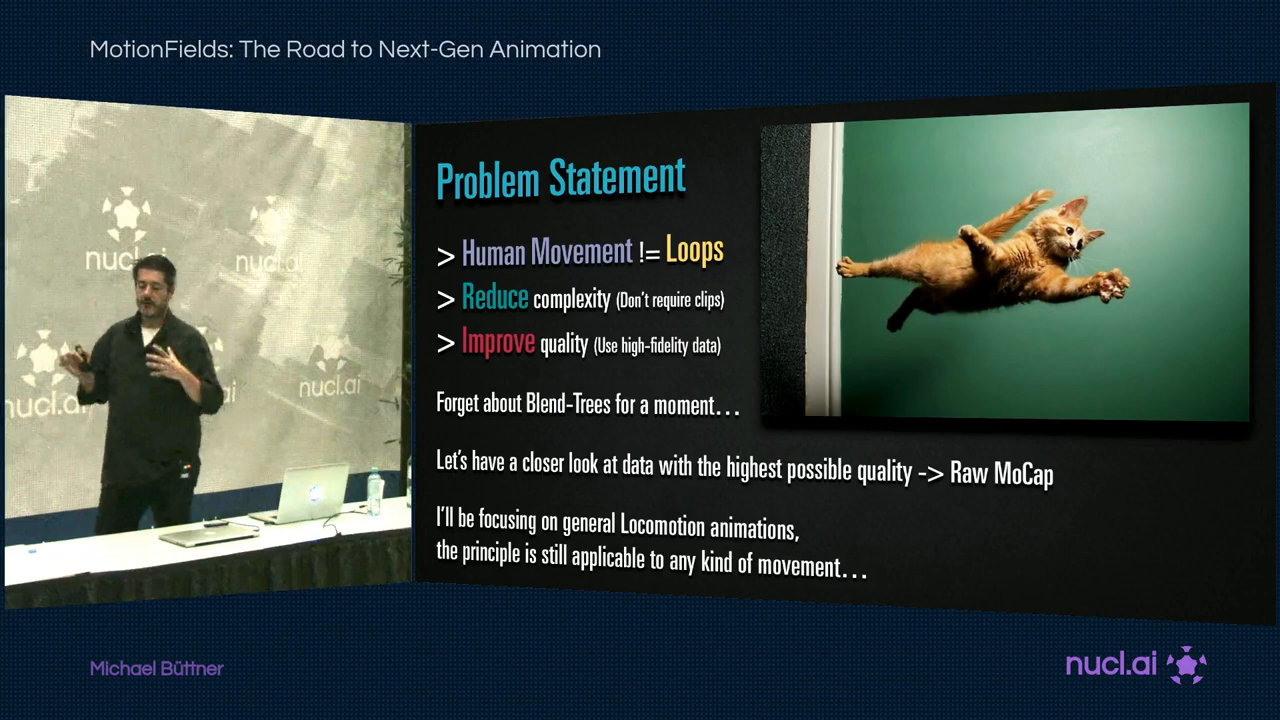 MotionFields: The Road to Next-Gen Animation
nucl.ai
nucl.ai
nucl.ai
nucl.ai
Problem Statement
> Human Movement != Loops
> Reduce complexity (Don't require clips)
> Improve quality (Use high-fidelity data)
Forget about Blend-Trees for a moment...
Let's have a closer look at data with the highest possible quality -> Raw MoCap
I'll be focusing on general Locomotion animations,
the principle is still applicable to any kind of movement...
Michael Büttner
nucl.ai